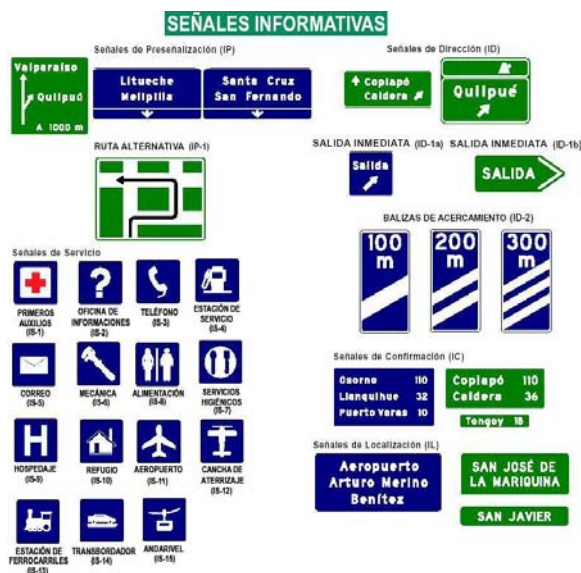 SEÑALES INFORMATIVAS
Señales de Preseñalización (IP)
Valparaíso
Quilpué
A 1000 m
Litueche
Melipilla
Santa Cruz
San Fernando
Señales de Dirección (ID)
Copiapó
Caldera
Quilpué
RUTA ALTERNATIVA (IP-1)
SALIDA INMEDIATA (ID-1a)
SALIDA INMEDIATA (ID-1b)
Salida
SALIDA
BALIZAS DE ACERCAMIENTO (ID-2)
100 m
200 m
300 m
Señales de Servicio
PRIMEROS
AUXILIOS
(IS-1)
?
OFICINA DE
INFORMACIONES
(IS-2)
TELÉFONO
(IS-3)
ESTACIÓN DE
SERVICIO
(IS-4)
CORREO
(IS-5)
MECÁNICA
(IS-6)
ALIMENTACIÓN
(IS-8)
SERVICIOS
HIGIÉNICOS
(IS-7)
H
HOSPEDAJE
(IS-9)
REFUGIO
(IS-10)
AEROPUERTO
(IS-11)
CANCHA DE
ATERRIZAJE
(IS-12)
ESTACIÓN DE
FERROCARRILES
(IS-13)
TRANSBORDADOR
(IS-14)
ANDARIVEL
(IS-15)
Señales de Confirmación (IC)
Osorno 110
Llanquihue 32
Puerto Varas 10
Copiapó 110
Caldera 36
Tongoy 15
Señales de Localización (IL)
Aeropuerto
Arturo Merino
Benítez
SAN JOSÉ DE
LA MARIQUINA
SAN JAVIER